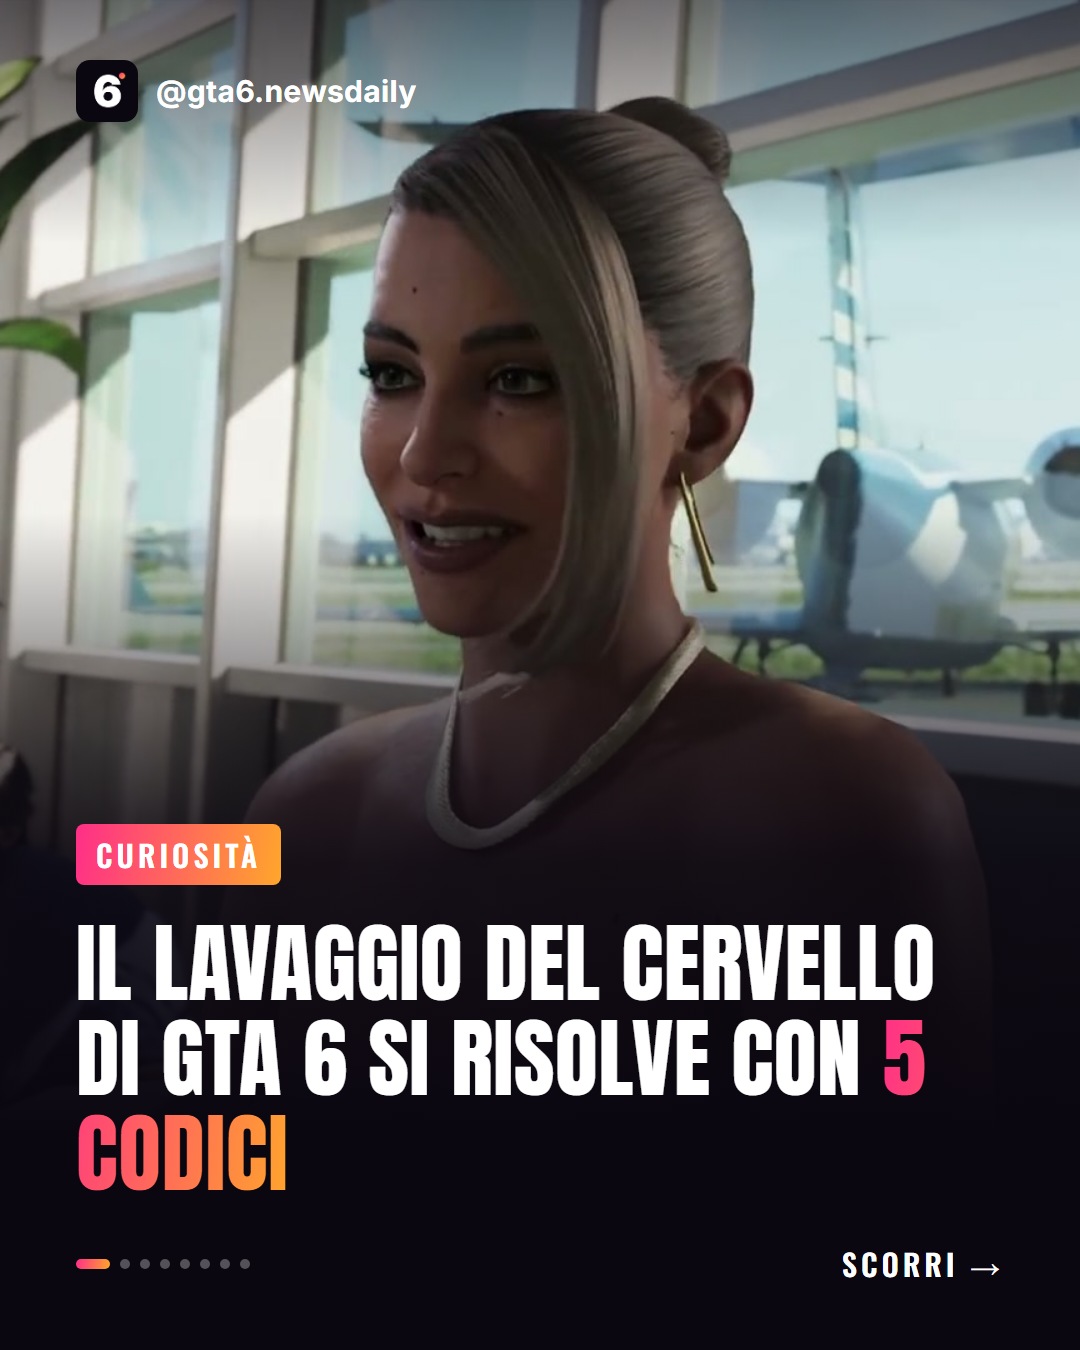 6 @gta6.newsdaily
CURIOSITÀ
IL LAVAGGIO DEL CERVELLO
DI GTA 6 SI RISOLVE CON 5
CODICI
SCORRI →